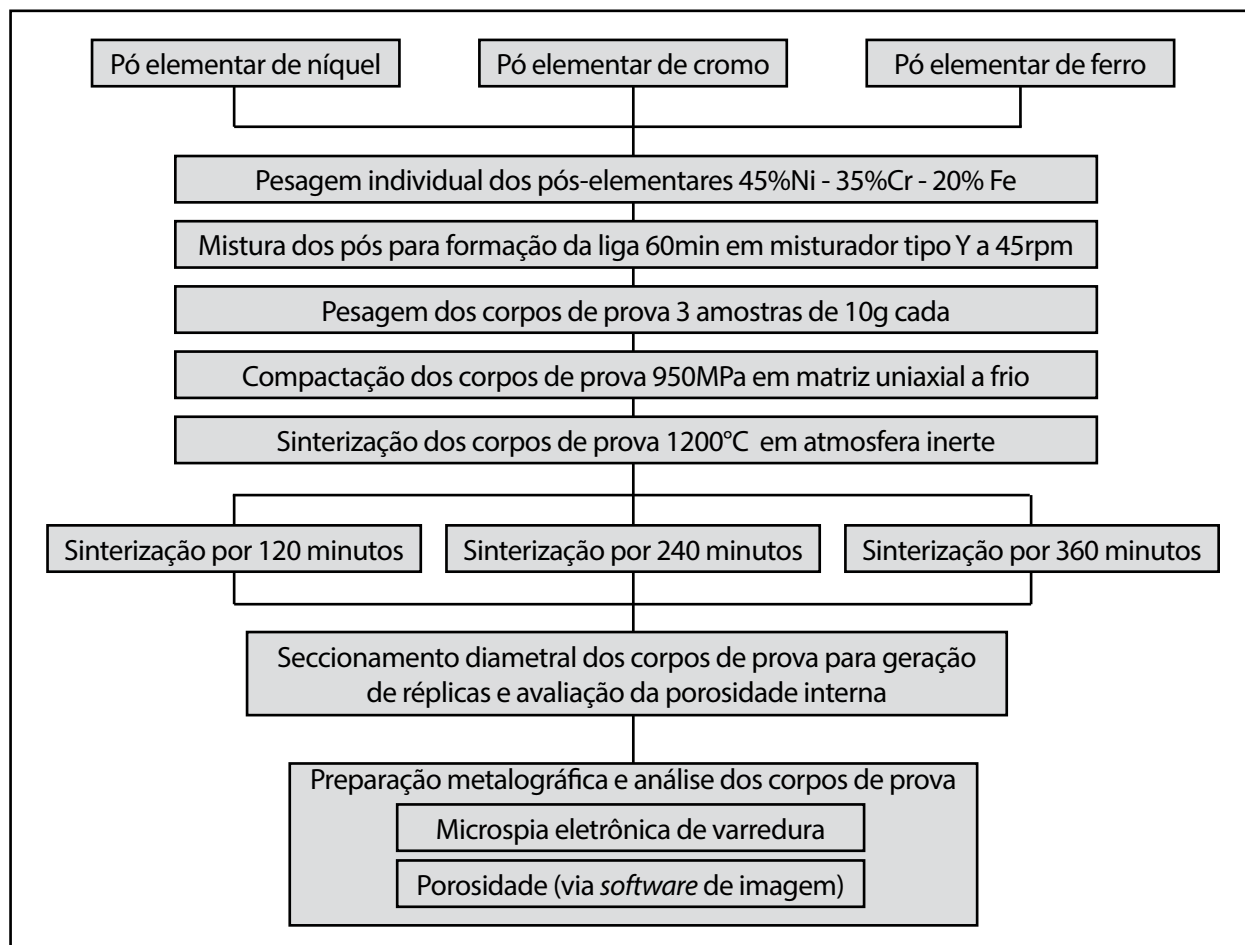 Pó elementar de níquel
Pó elementar de cromo
Pó elementar de ferro
Pesagem individual dos pós-elementares 45%Ni - 35%Cr - 20% Fe
Mistura dos pós para formação da liga 60min em misturador tipo Y a 45rpm
Pesagem dos corpos de prova 3 amostras de 10g cada
Compactação dos corpos de prova 950MPa em matriz uniaxial a frio
Sinterização dos corpos de prova 1200°C em atmosfera inerte
Sinterização por 120 minutos
Sinterização por 240 minutos
Sinterização por 360 minutos
Seccionamento diametral dos corpos de prova para geração
de réplicas e avaliação da porosidade interna
Preparação metalográfica e análise dos corpos de prova
Microspia eletrônica de varredura
Porosidade (via software de imagem)